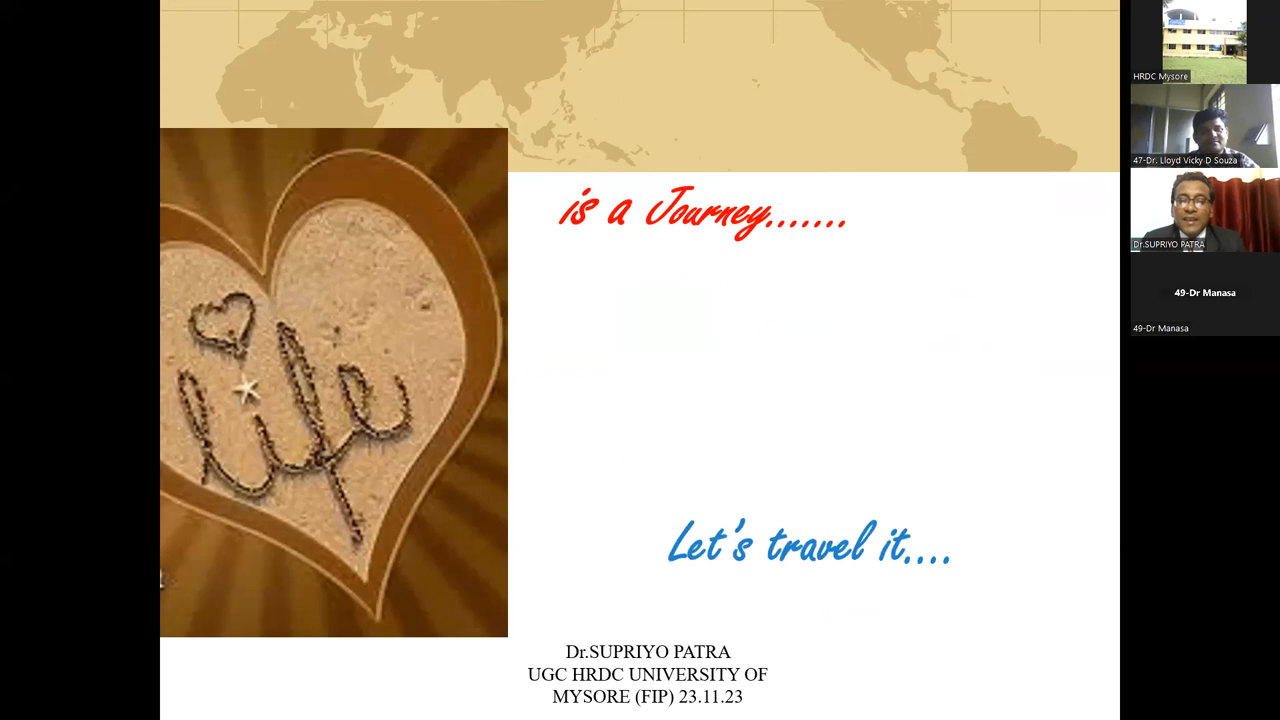 life
is a Journey.......
Let's travel it....
Dr.SUPRIYO PATRA
UGC HRDC UNIVERSITY OF
MYSORE (FIP) 23.11.23
HRDC Mysore
47-Dr. Lloyd Vicky D Souza
Dr.SUPRIYO PATRA
49-Dr Manasa
49-Dr Manasa